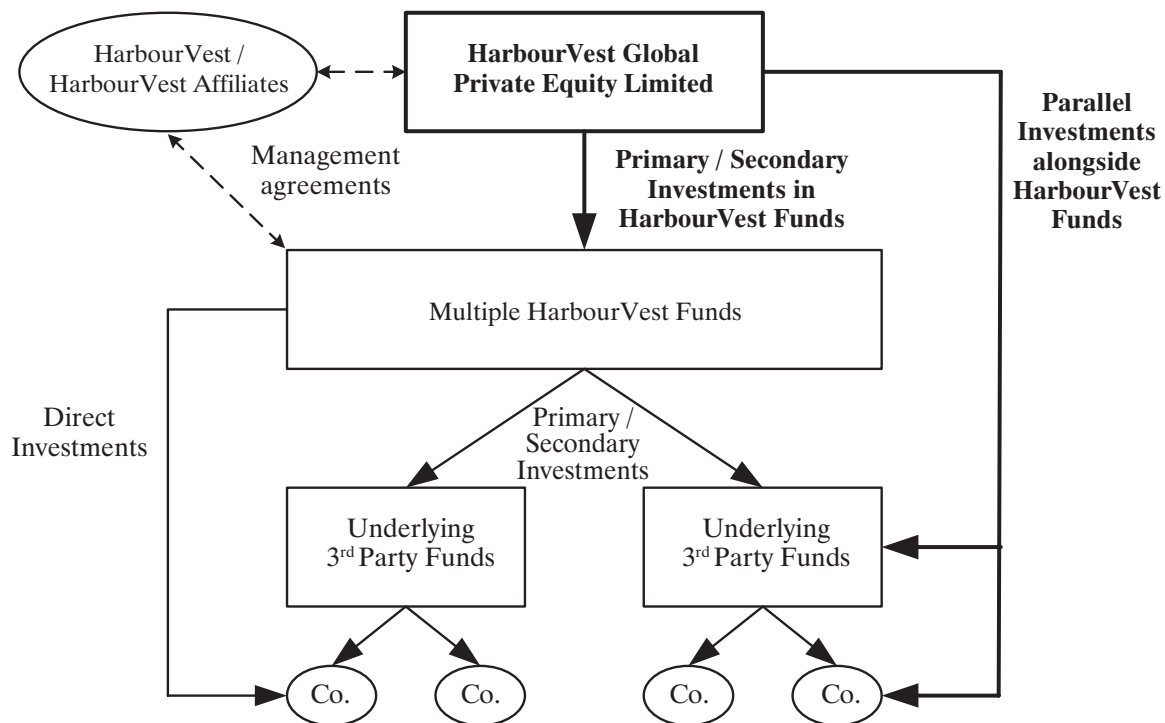 HarbourVest /
HarbourVest Affiliates
HarbourVest Global
Private Equity Limited
Parallel
Investments
alongside
HarbourVest
Funds
Management
agreements
Primary / Secondary
Investments in
HarbourVest Funds
Multiple HarbourVest Funds
Direct
Investments
Primary /
Secondary
Investments
Underlying
3rd Party Funds
Underlying
3rd Party Funds
Co.
Co.
Co.
Co.